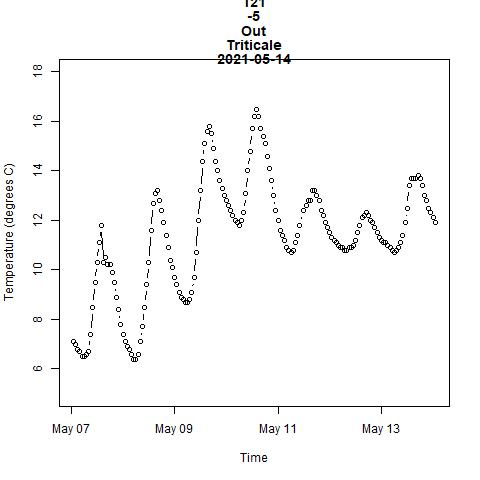 121
-5
Out
Triticale
2021-05-14
Temperature (degrees C)
18
16
14
12
10
8
6
May 07
May 09
May 11
May 13
Time